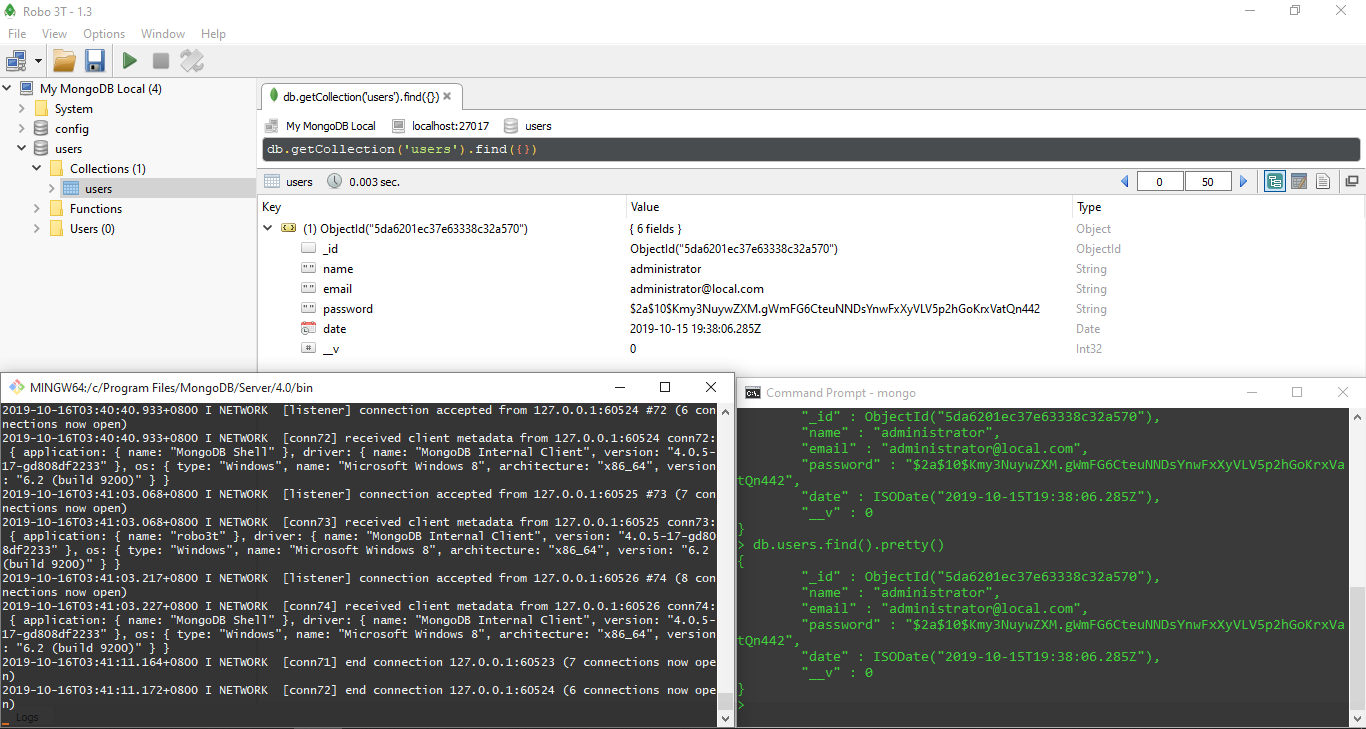 Robo 3T - 1.3
File View Options Window Help
My MongoDB Local (4)
System
config
users
Collections (1)
users
Functions
Users (0)
db.getCollection('users').find({})
My MongoDB Local localhost:27017 users
db.getCollection('users').find({})
users 0.003 sec. 0 50
Key Value Type
(1) ObjectId("5da6201ec37e63338c32a570") { 6 fields } Object
_id ObjectId("5da6201ec37e63338c32a570") ObjectId
name administrator String
email administrator@local.com String
password $2a$10$Kmy3NuywZXM.gWmFG6CteuNNDsYnwFxXyVLV5p2hGoKrxVatQn442 String
date 2019-10-15 19:38:06.285Z Date
__v 0 Int32
MINGW64:/c/Program Files/MongoDB/Server/4.0/bin
2019-10-16T03:40:40.933+0800 I NETWORK  [listener] connection accepted from 127.0.0.1:60524 #72 (6 con
nections now open)
2019-10-16T03:40:40.933+0800 I NETWORK  [conn72] received client metadata from 127.0.0.1:60524 conn72:
{ application: { name: "MongoDB Shell" }, driver: { name: "MongoDB Internal Client", version: "4.0.5-
17-gd808df2233" }, os: { type: "Windows", name: "Microsoft Windows 8", architecture: "x86_64", version
: "6.2 (build 9200)" } }
2019-10-16T03:41:03.068+0800 I NETWORK  [listener] connection accepted from 127.0.0.1:60525 #73 (7 con
nections now open)
2019-10-16T03:41:03.068+0800 I NETWORK  [conn73] received client metadata from 127.0.0.1:60525 conn73:
{ application: { name: "robo3t" }, driver: { name: "MongoDB Internal Client", version: "4.0.5-17-gd80
8df2233" }, os: { type: "Windows", name: "Microsoft Windows 8", architecture: "x86_64", version: "6.2
(build 9200)" } }
2019-10-16T03:41:03.217+0800 I NETWORK  [listener] connection accepted from 127.0.0.1:60526 #74 (8 con
nections now open)
2019-10-16T03:41:03.227+0800 I NETWORK  [conn74] received client metadata from 127.0.0.1:60526 conn74:
{ application: { name: "MongoDB Shell" }, driver: { name: "MongoDB Internal Client", version: "4.0.5-
17-gd808df2233" }, os: { type: "Windows", name: "Microsoft Windows 8", architecture: "x86_64", version
: "6.2 (build 9200)" } }
2019-10-16T03:41:11.164+0800 I NETWORK  [conn71] end connection 127.0.0.1:60523 (7 connections now ope
n)
2019-10-16T03:41:11.172+0800 I NETWORK  [conn72] end connection 127.0.0.1:60524 (6 connections now ope
n)
Logs
Command Prompt - mongo
"_id" : ObjectId("5da6201ec37e63338c32a570"),
"name" : "administrator",
"email" : "administrator@local.com",
"password" : "$2a$10$Kmy3NuywZXM.gWmFG6CteuNNDsYnwFxXyVLV5p2hGoKrxVa
tQn442",
"date" : ISODate("2019-10-15T19:38:06.285Z"),
"__v" : 0
}
> db.users.find().pretty()
{
"_id" : ObjectId("5da6201ec37e63338c32a570"),
"name" : "administrator",
"email" : "administrator@local.com",
"password" : "$2a$10$Kmy3NuywZXM.gWmFG6CteuNNDsYnwFxXyVLV5p2hGoKrxVa
tQn442",
"date" : ISODate("2019-10-15T19:38:06.285Z"),
"__v" : 0
}
>